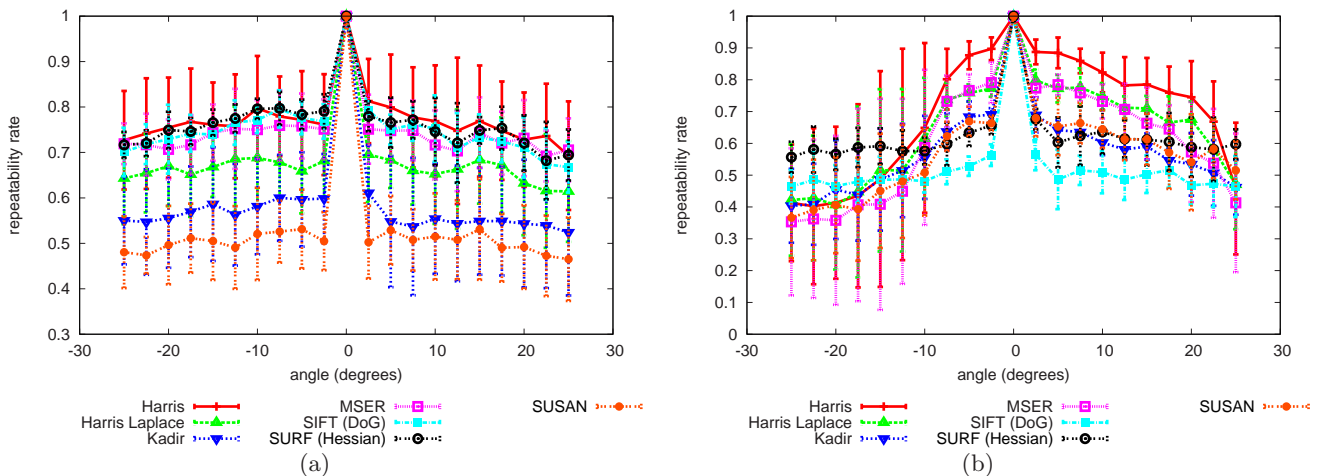 1
0.9
0.8
0.7
0.6
0.5
0.4
0.3
repeatability rate
-30 -20 -10 0 10 20 30
angle (degrees)
Harris
Harris Laplace
Kadir
MSER
SIFT (DoG)
SURF (Hessian)
SUSAN
(a)
1
0.9
0.8
0.7
0.6
0.5
0.4
0.3
0.2
0.1
0
repeatability rate
-30 -20 -10 0 10 20 30
angle (degrees)
Harris
Harris Laplace
Kadir
MSER
SIFT (DoG)
SURF (Hessian)
SUSAN
(b)